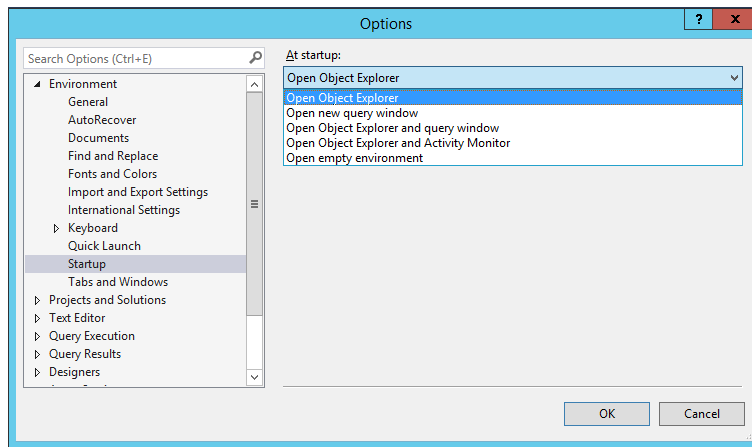 Options
?
Search Options (Ctrl+E)
Environment
General
AutoRecover
Documents
Find and Replace
Fonts and Colors
Import and Export Settings
International Settings
Keyboard
Quick Launch
Startup
Tabs and Windows
Projects and Solutions
Text Editor
Query Execution
Query Results
Designers
At startup:
Open Object Explorer
Open Object Explorer
Open new query window
Open Object Explorer and query window
Open Object Explorer and Activity Monitor
Open empty environment
OK
Cancel